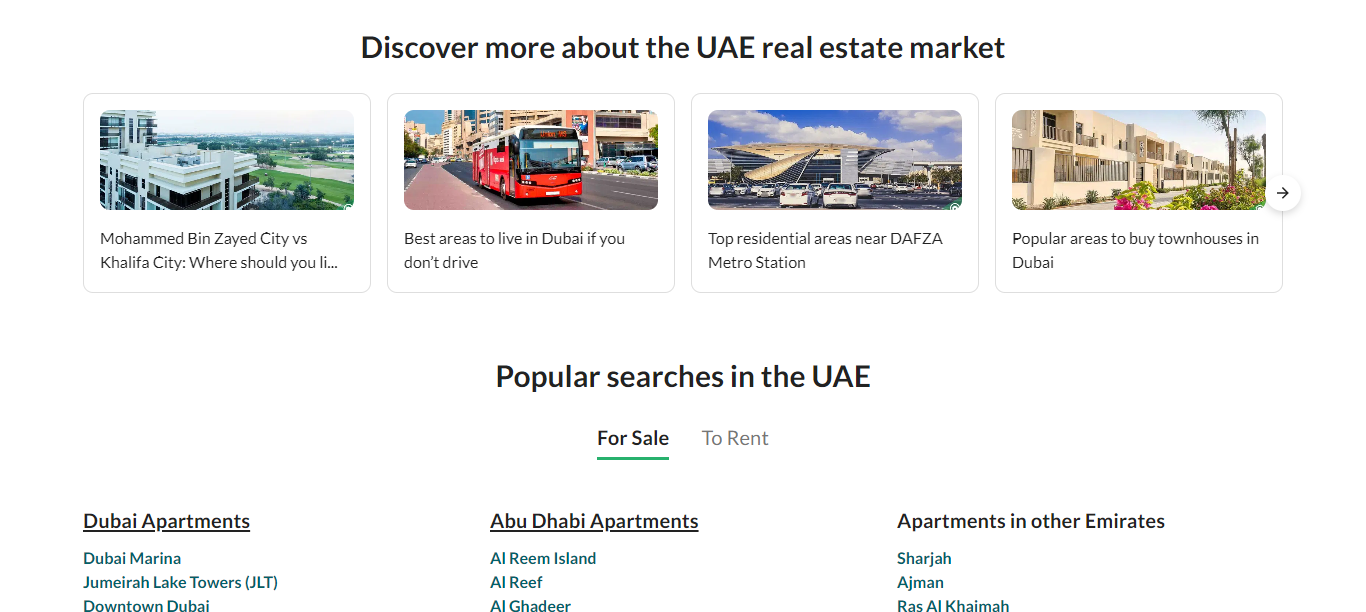 Discover more about the UAE real estate market
Mohammed Bin Zayed City vs
Khalifa City: Where should you li...
Best areas to live in Dubai if you
don’t drive
Top residential areas near DAFZA
Metro Station
Popular areas to buy townhouses in
Dubai
Popular searches in the UAE
For Sale
To Rent
Dubai Apartments
Dubai Marina
Jumeirah Lake Towers (JLT)
Downtown Dubai
Abu Dhabi Apartments
Al Reem Island
Al Reef
Al Ghadeer
Apartments in other Emirates
Sharjah
Ajman
Ras Al Khaimah